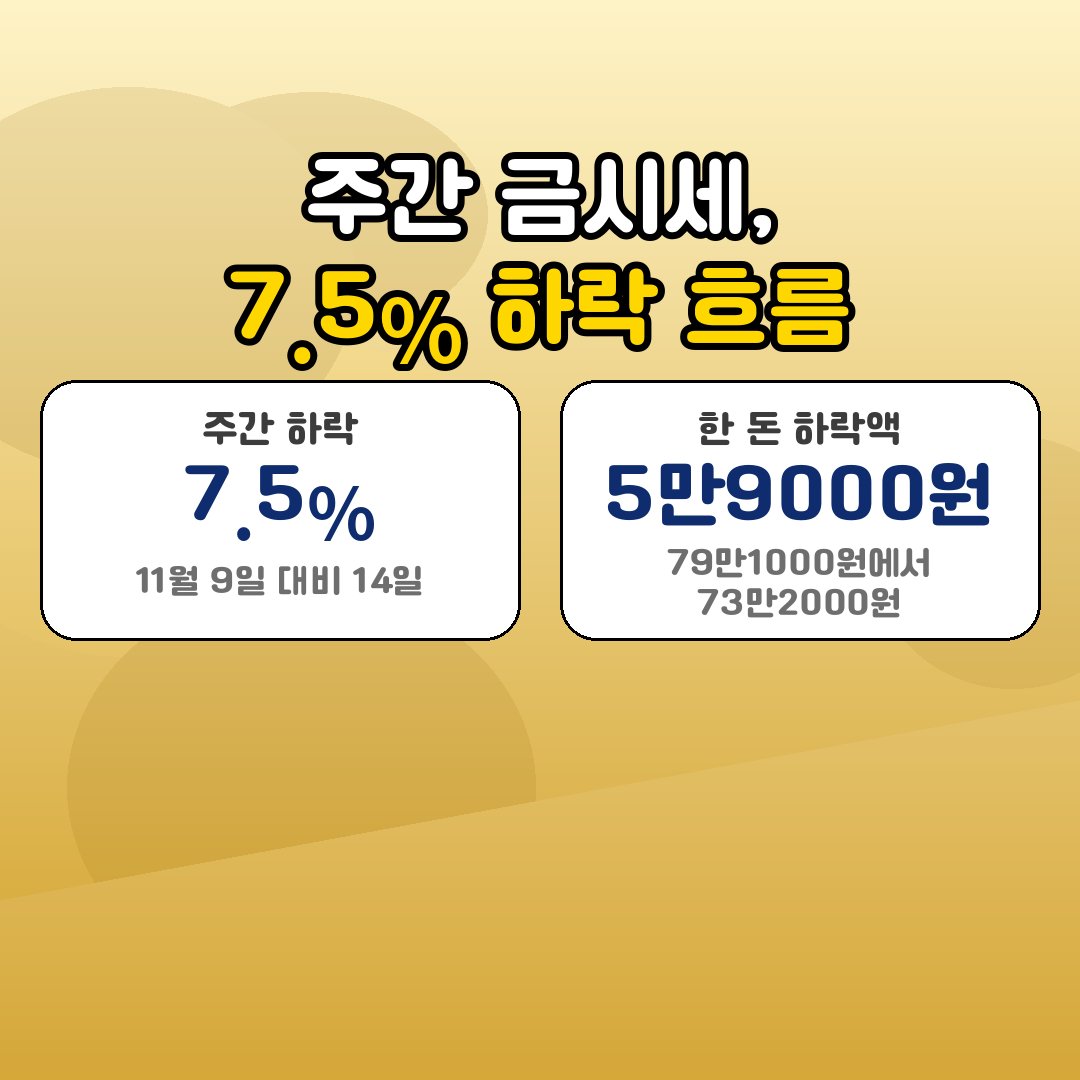 주간 금시세,
7.5% 하락 흐름
주간 하락
7.5%
11월 9일 대비 14일
한 돈 하락액
5만9000원
79만1000원에서
73만2000원